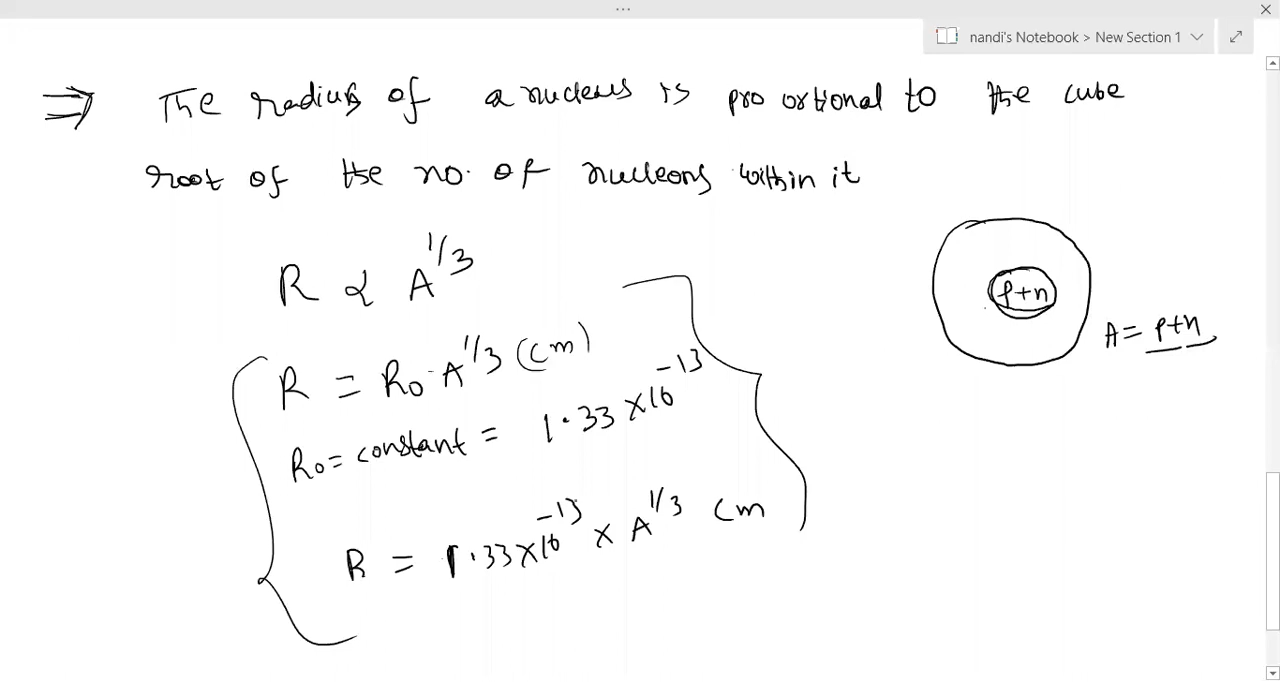 nandi's Notebook > New Section 1
⇒ The radius of a nucleus is pro ortional to the cube
root of the no. of nucleons within it
R ∝ A^1/3
R = R0 · A^1/3 (cm)
R0 = constant = 1.33 × 10^-13
R = 1.33 × 10^-13 × A^1/3 cm
P+n
A = P+n